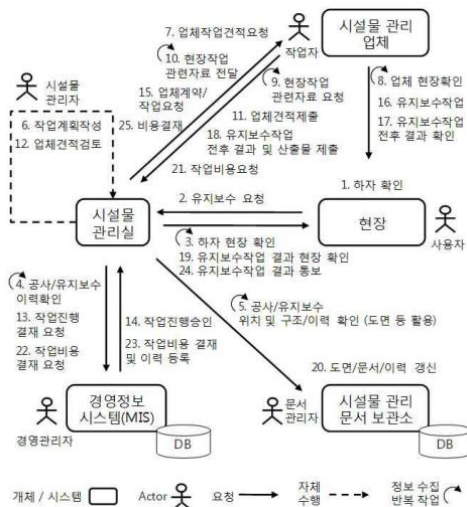 7. 업체작업견적요청
시설물 관리
업체
작업자
10. 현장작업
관련자료 전달
9. 현장작업
관련자료 요청
8. 업체 현장확인
시설물
관리자
15. 업체계약/
작업요청
16. 유지보수작업
11. 업체견적제출
17. 유지보수작업
전후 결과 확인
6. 작업계획작성
25. 비용결재
18. 유지보수작업
전후 결과 및 산출물 제출
12. 업체견적검토
21. 작업비용요청
1. 하자 확인
2. 유지보수 요청
시설물
관리실
현장
사용자
3. 하자 현장 확인
19. 유지보수작업 결과 현장 확인
24. 유지보수작업 결과 통보
4. 공사/유지보수
이력확인
5. 공사/유지보수
위치 및 구조/이력 확인 (도면 등 활용)
13. 작업진행
결재 요청
14. 작업진행승인
22. 작업비용
결재 요청
23. 작업비용 결재
및 이력 등록
20. 도면/문서/이력 갱신
경영정보
시스템(MIS)
경영관리자
DB
문서
관리자
시설물 관리
문서 보관소
DB
개체 / 시스템
Actor
요청
자체
수행
정보 수집
반복 작업